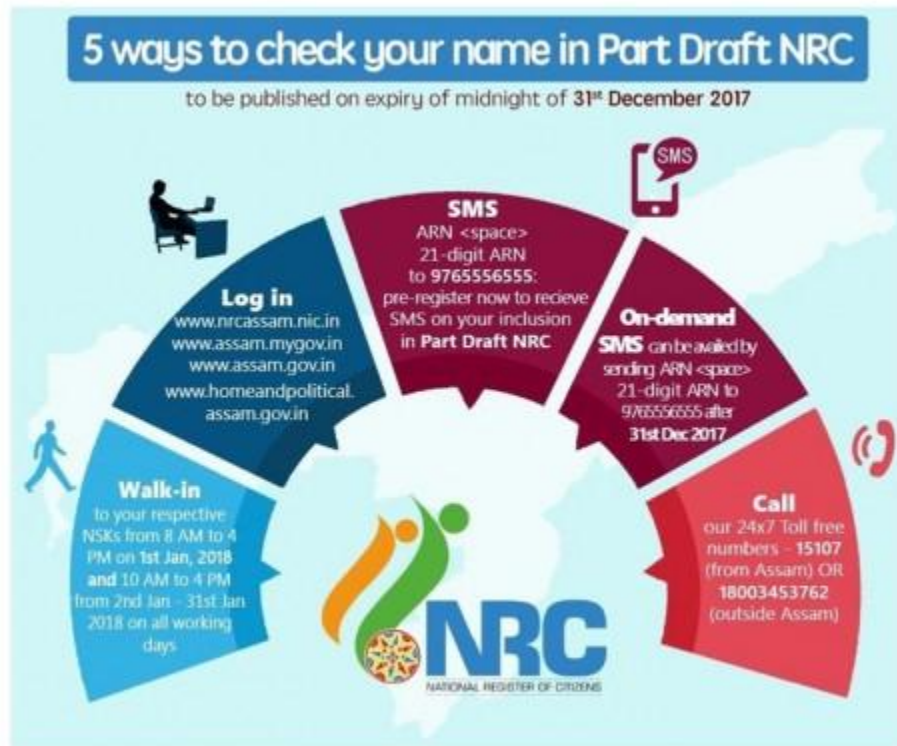 5 ways to check your name in Part Draft NRC
to be published on expiry of midnight of 31st December 2017
Walk-in
to your respective
NSKs from 8 AM to 4
PM on 1st Jan, 2018
and 10 AM to 4 PM
from 2nd Jan - 31st Jan
2018 on all working
days
Log in
www.nrcassam.nic.in
www.assam.mygov.in
www.assam.gov.in
www.homeandpolitical.
assam.gov.in
SMS
ARN <space>
21-digit ARN
to 9765556555:
pre-register now to recieve
SMS on your inclusion
in Part Draft NRC
SMS
On-demand
SMS can be availed by
sending ARN <space>
21-digit ARN to
9765556555 after
31st Dec 2017
Call
our 24x7 Toll free
numbers - 15107
(from Assam) OR
18003453762
(outside Assam)
NRC
NATIONAL REGISTER OF CITIZENS